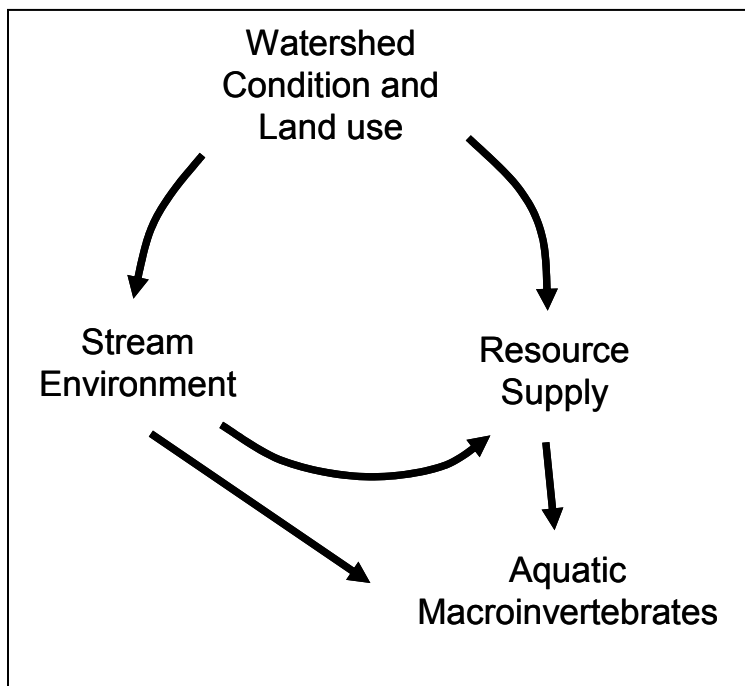 Watershed
Condition and
Land use
Stream
Environment
Resource
Supply
Aquatic
Macroinvertebrates